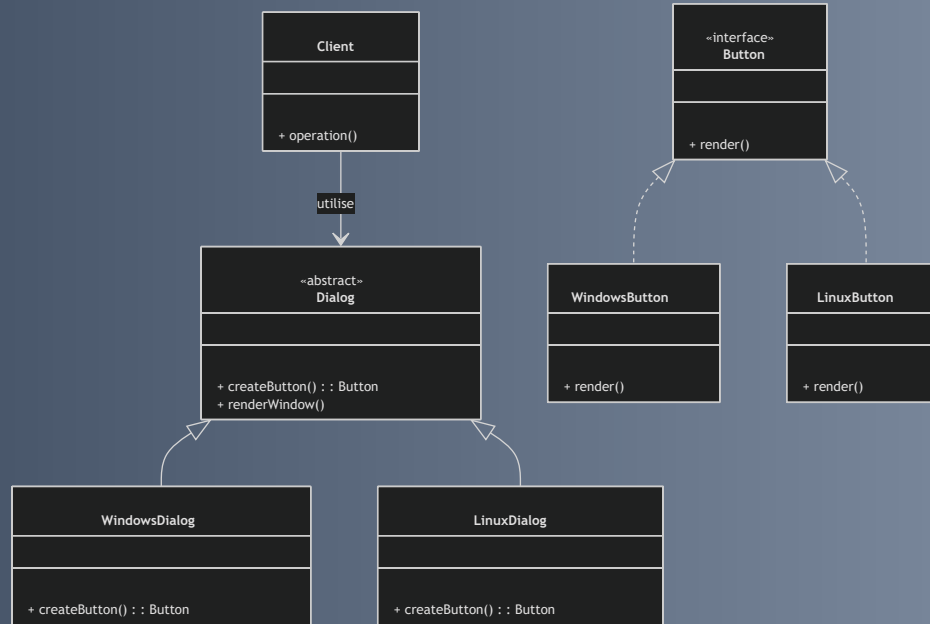 Client
+ operation()
utilise
«abstract»
Dialog
+ createButton() : : Button
+ renderWindow()
WindowsDialog
+ createButton() : : Button
LinuxDialog
+ createButton() : : Button
«interface»
Button
+ render()
WindowsButton
+ render()
LinuxButton
+ render()